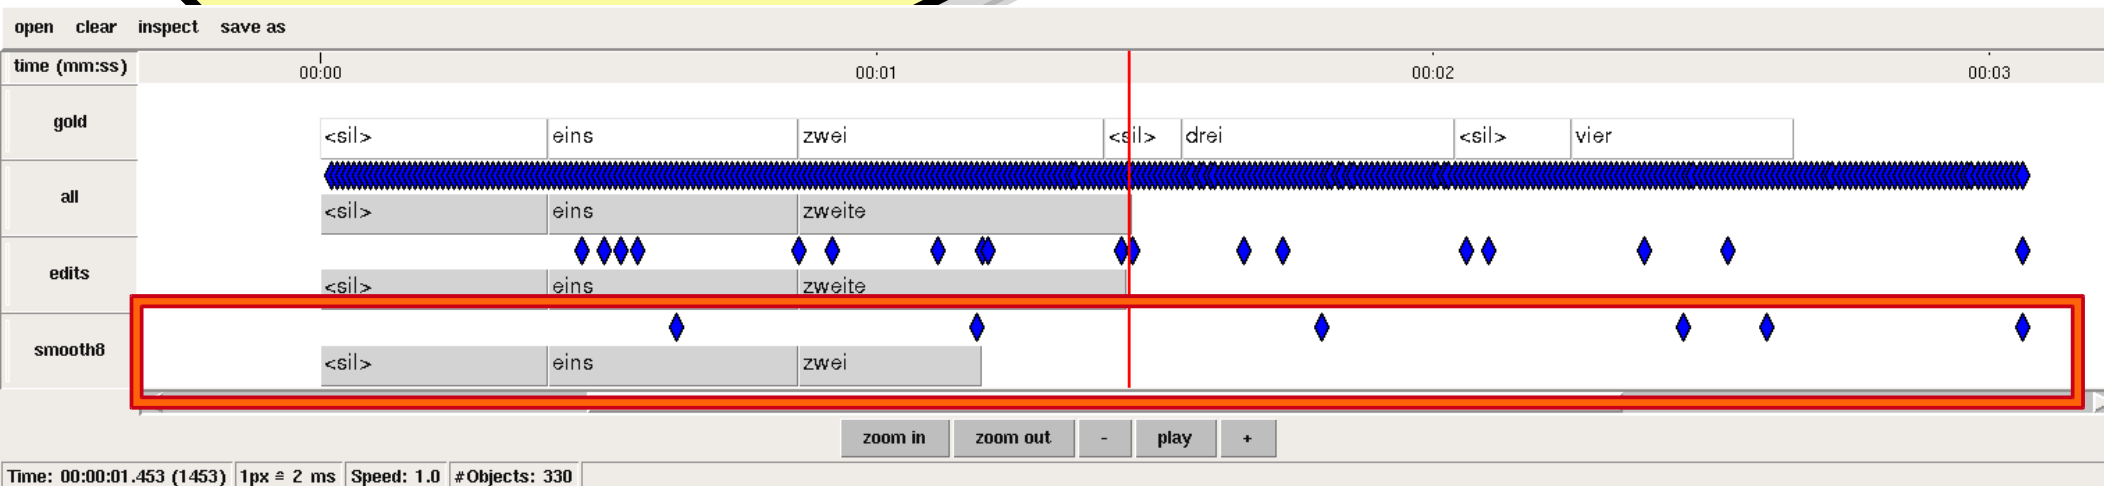 open clear inspect save as
time (mm:ss) 00:00 00:01 00:02 00:03
gold <sil> eins zwei <sil> drei <sil> vier
all <sil> eins zweite
edits <sil> eins zweite
smooth8 <sil> eins zwei
zoom in zoom out - play +
Time: 00:00:01.453 (1453) 1px ≙ 2 ms Speed: 1.0 #Objects: 330